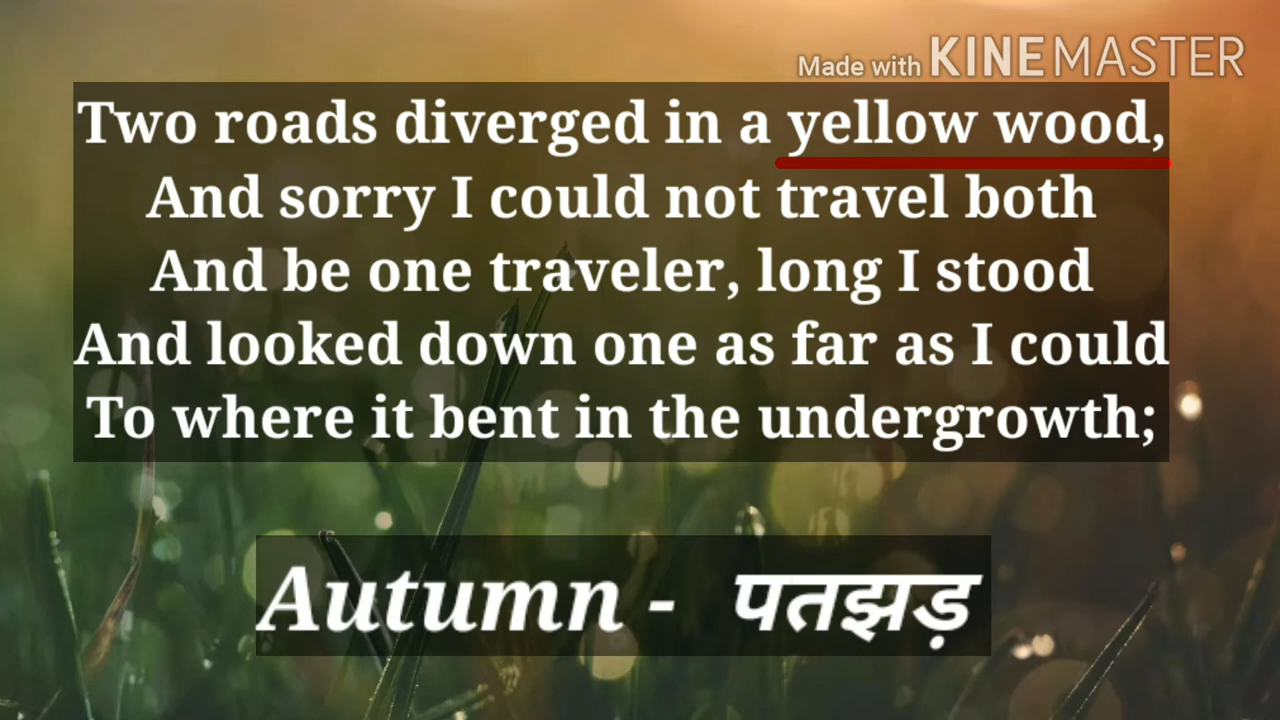 Made with KINEMASTER
Two roads diverged in a yellow wood,
And sorry I could not travel both
And be one traveler, long I stood
And looked down one as far as I could
To where it bent in the undergrowth;
Autumn - पतझड़